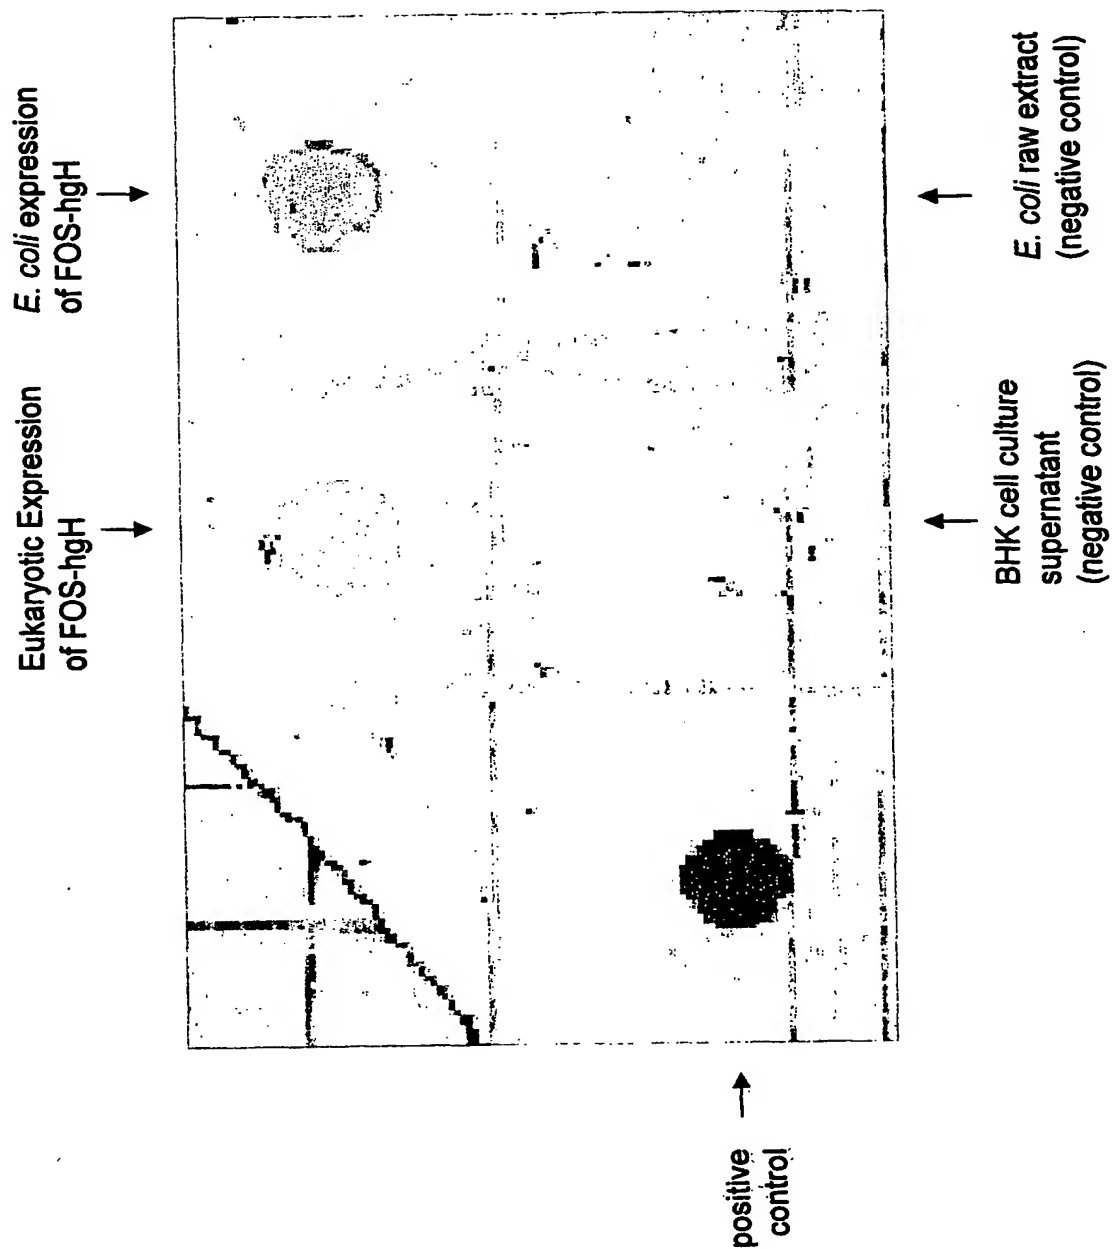 Eukaryotic Expression
of FOS-hgH
E. coli expression
of FOS-hgH
positive
control
BHK cell culture
supernatant
(negative control)
E. coli raw extract
(negative control)